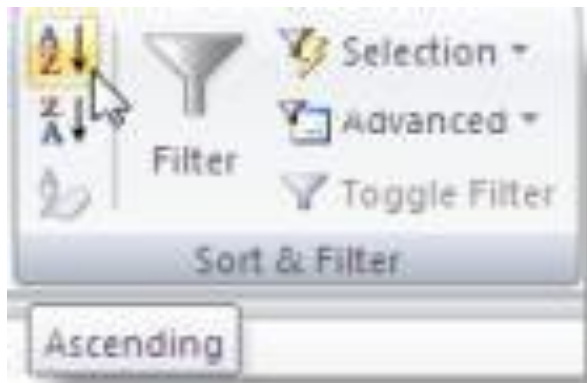 A
Z
Selection
Z
A
Advanced
Filter
Toggle Filter
Sort & Filter
Ascending